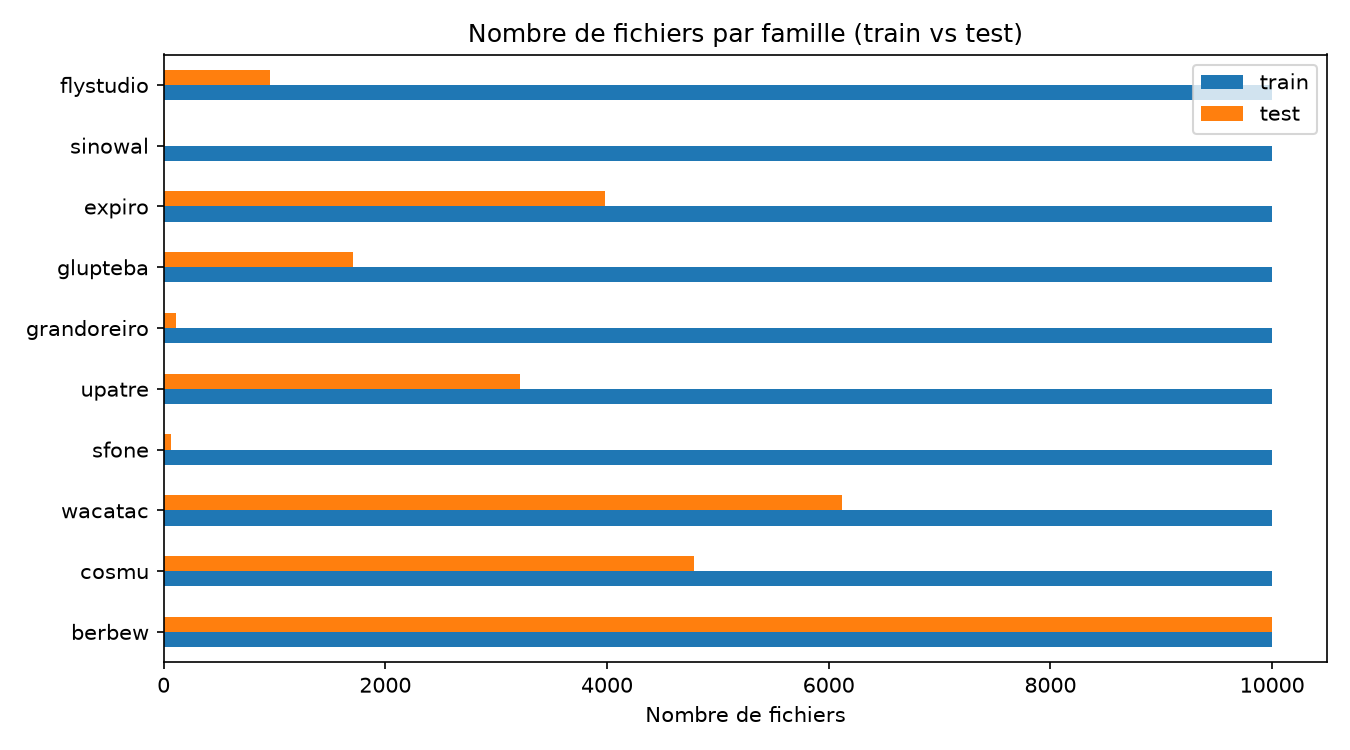 Nombre de fichiers par famille (train vs test)
train
test
flystudio
sinowal
expiro
glupteba
grandoreiro
upatre
sfone
wacatac
cosmu
berbew
0 2000 4000 6000 8000 10000
Nombre de fichiers